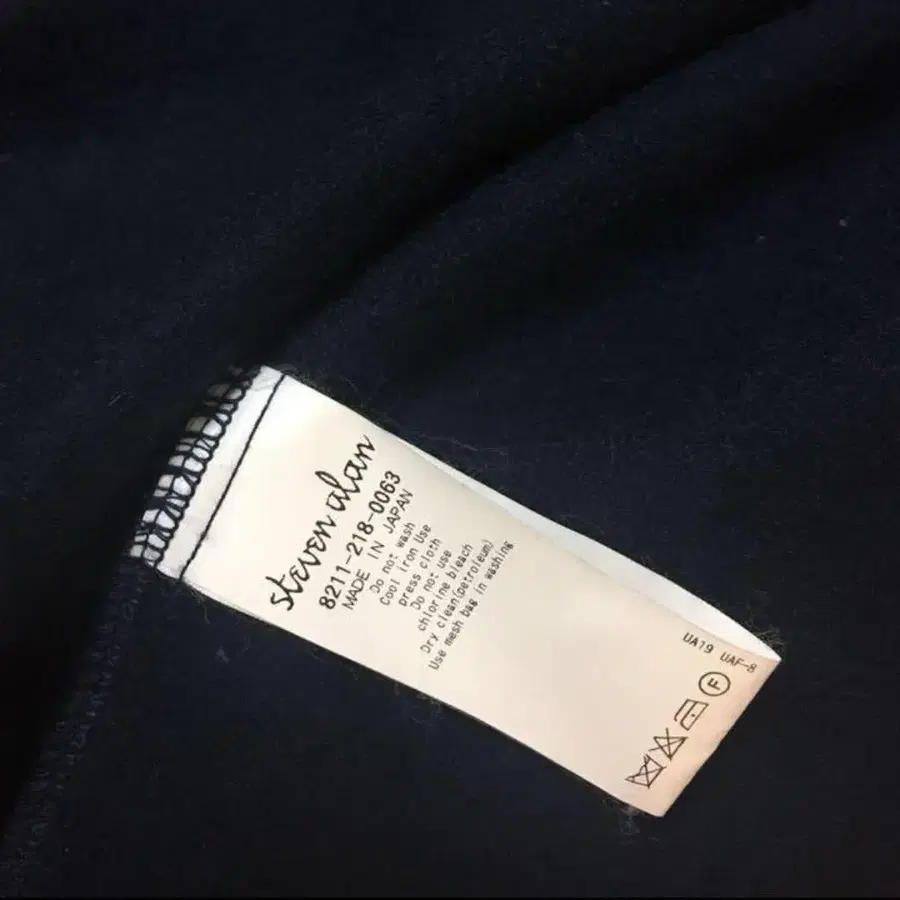 steven alan
8211-218-0063
MADE IN JAPAN
Do not wash
Cool iron Use
press cloth
Do not use
chlorine bleach
Dry clean(petroleum)
Use mesh bag in washing
UA19 UAF-8
F